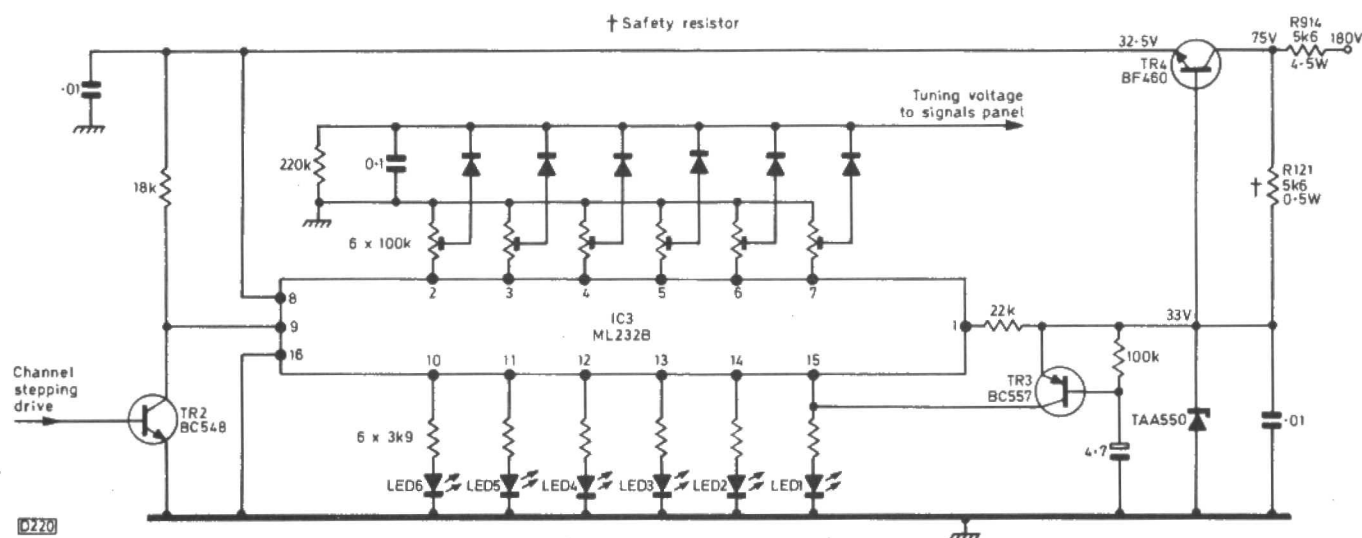 † Safety resistor
R914
5k6
4·5W
180V
75V
32·5V
TR4
BF460
·01
Tuning voltage
to signals panel
18k
220k
0·1
†
R121
5k6
0·5W
6 x 100k
2
3
4
5
6
7
8
9
16
IC3
ML232B
1
22k
33V
10
11
12
13
14
15
100k
TR3
BC557
TAA550
·01
4·7
Channel
stepping
drive
TR2
BC548
6 x 3k9
LED6
LED5
LED4
LED3
LED2
LED1
D220